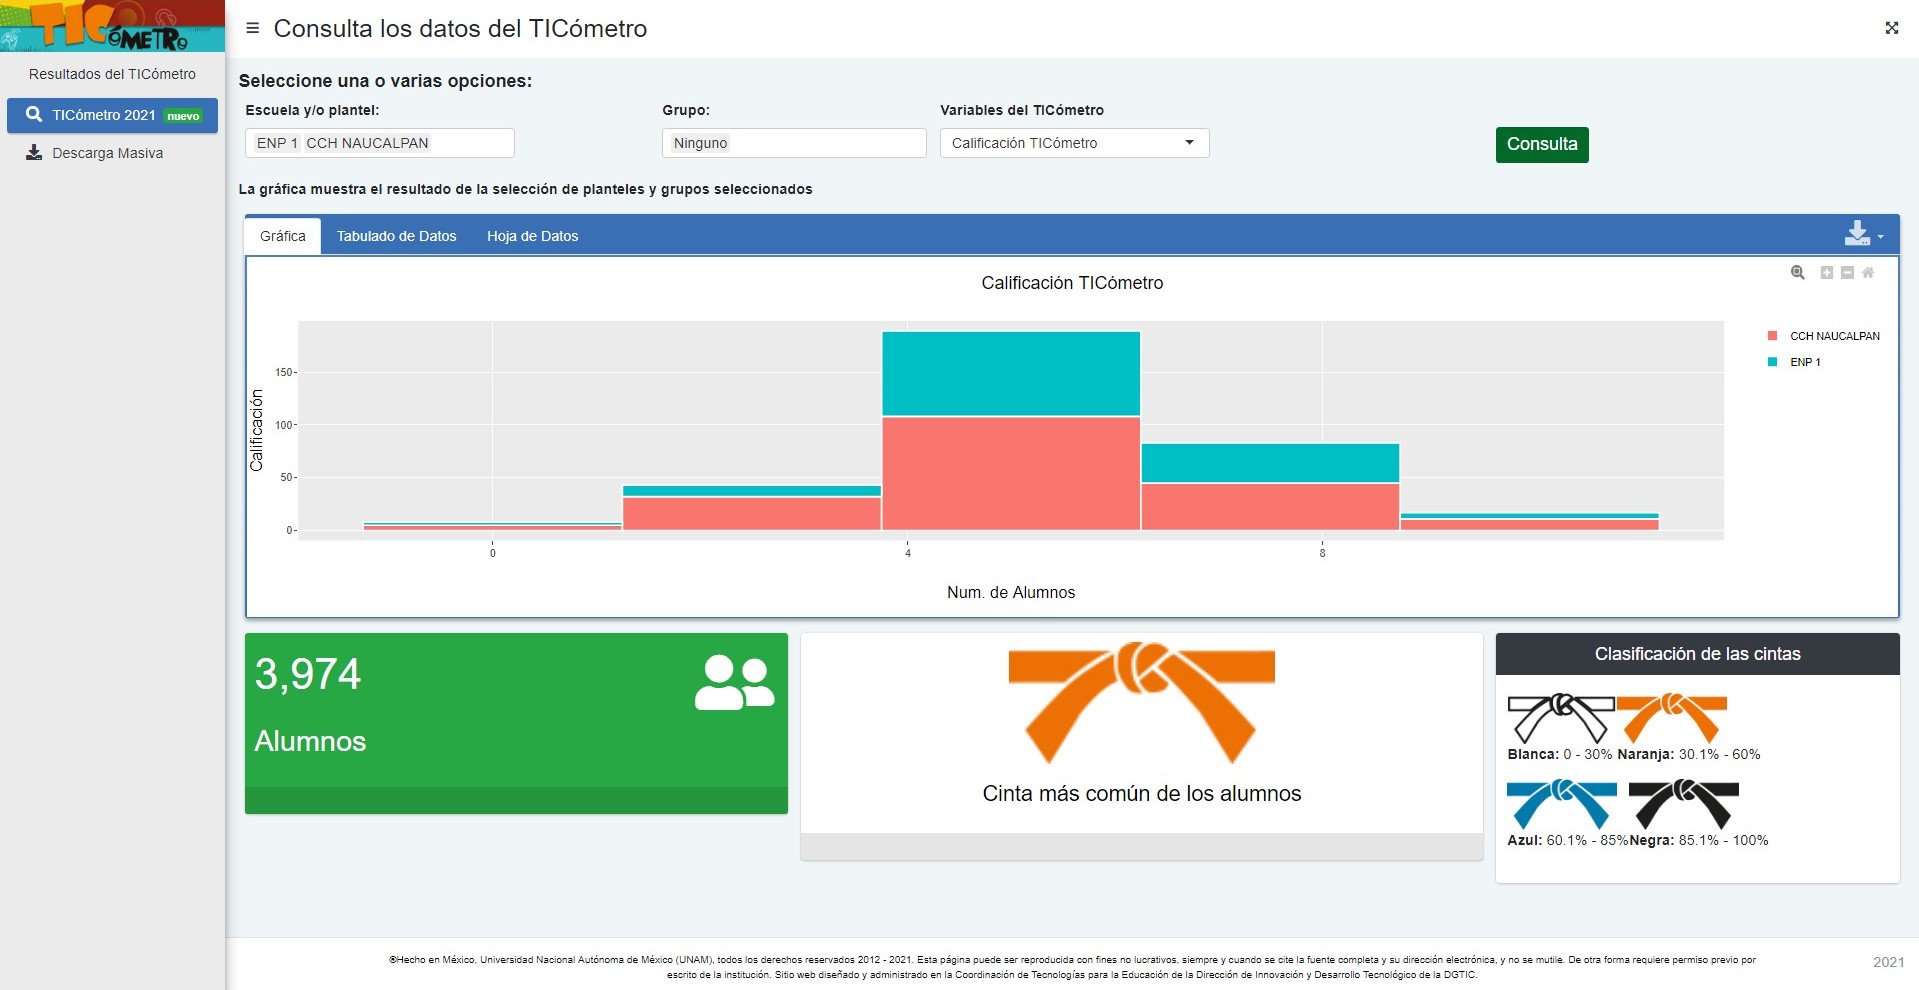 TICóMETRo
Consulta los datos del TICómetro
Resultados del TICómetro
TICómetro 2021 nuevo
Descarga Masiva
Seleccione una o varias opciones:
Escuela y/o plantel:
Grupo:
Variables del TICómetro
ENP 1 CCH NAUCALPAN
Ninguno
Calificación TICómetro
Consulta
La gráfica muestra el resultado de la selección de planteles y grupos seleccionados
Gráfica
Tabulado de Datos
Hoja de Datos
Calificación TICómetro
CCH NAUCALPAN
ENP 1
Calificación
150
100
50
0
0
4
8
Num. de Alumnos
3,974
Alumnos
Cinta más común de los alumnos
Clasificación de las cintas
Blanca: 0 - 30% Naranja: 30.1% - 60%
Azul: 60.1% - 85% Negra: 85.1% - 100%
®Hecho en México, Universidad Nacional Autónoma de México (UNAM), todos los derechos reservados 2012 - 2021. Esta página puede ser reproducida con fines no lucrativos, siempre y cuando se cite la fuente completa y su dirección electrónica, y no se mutile. De otra forma requiere permiso previo por
escrito de la institución. Sitio web diseñado y administrado en la Coordinación de Tecnologías para la Educación de la Dirección de Innovación y Desarrollo Tecnológico de la DGTIC.
2021